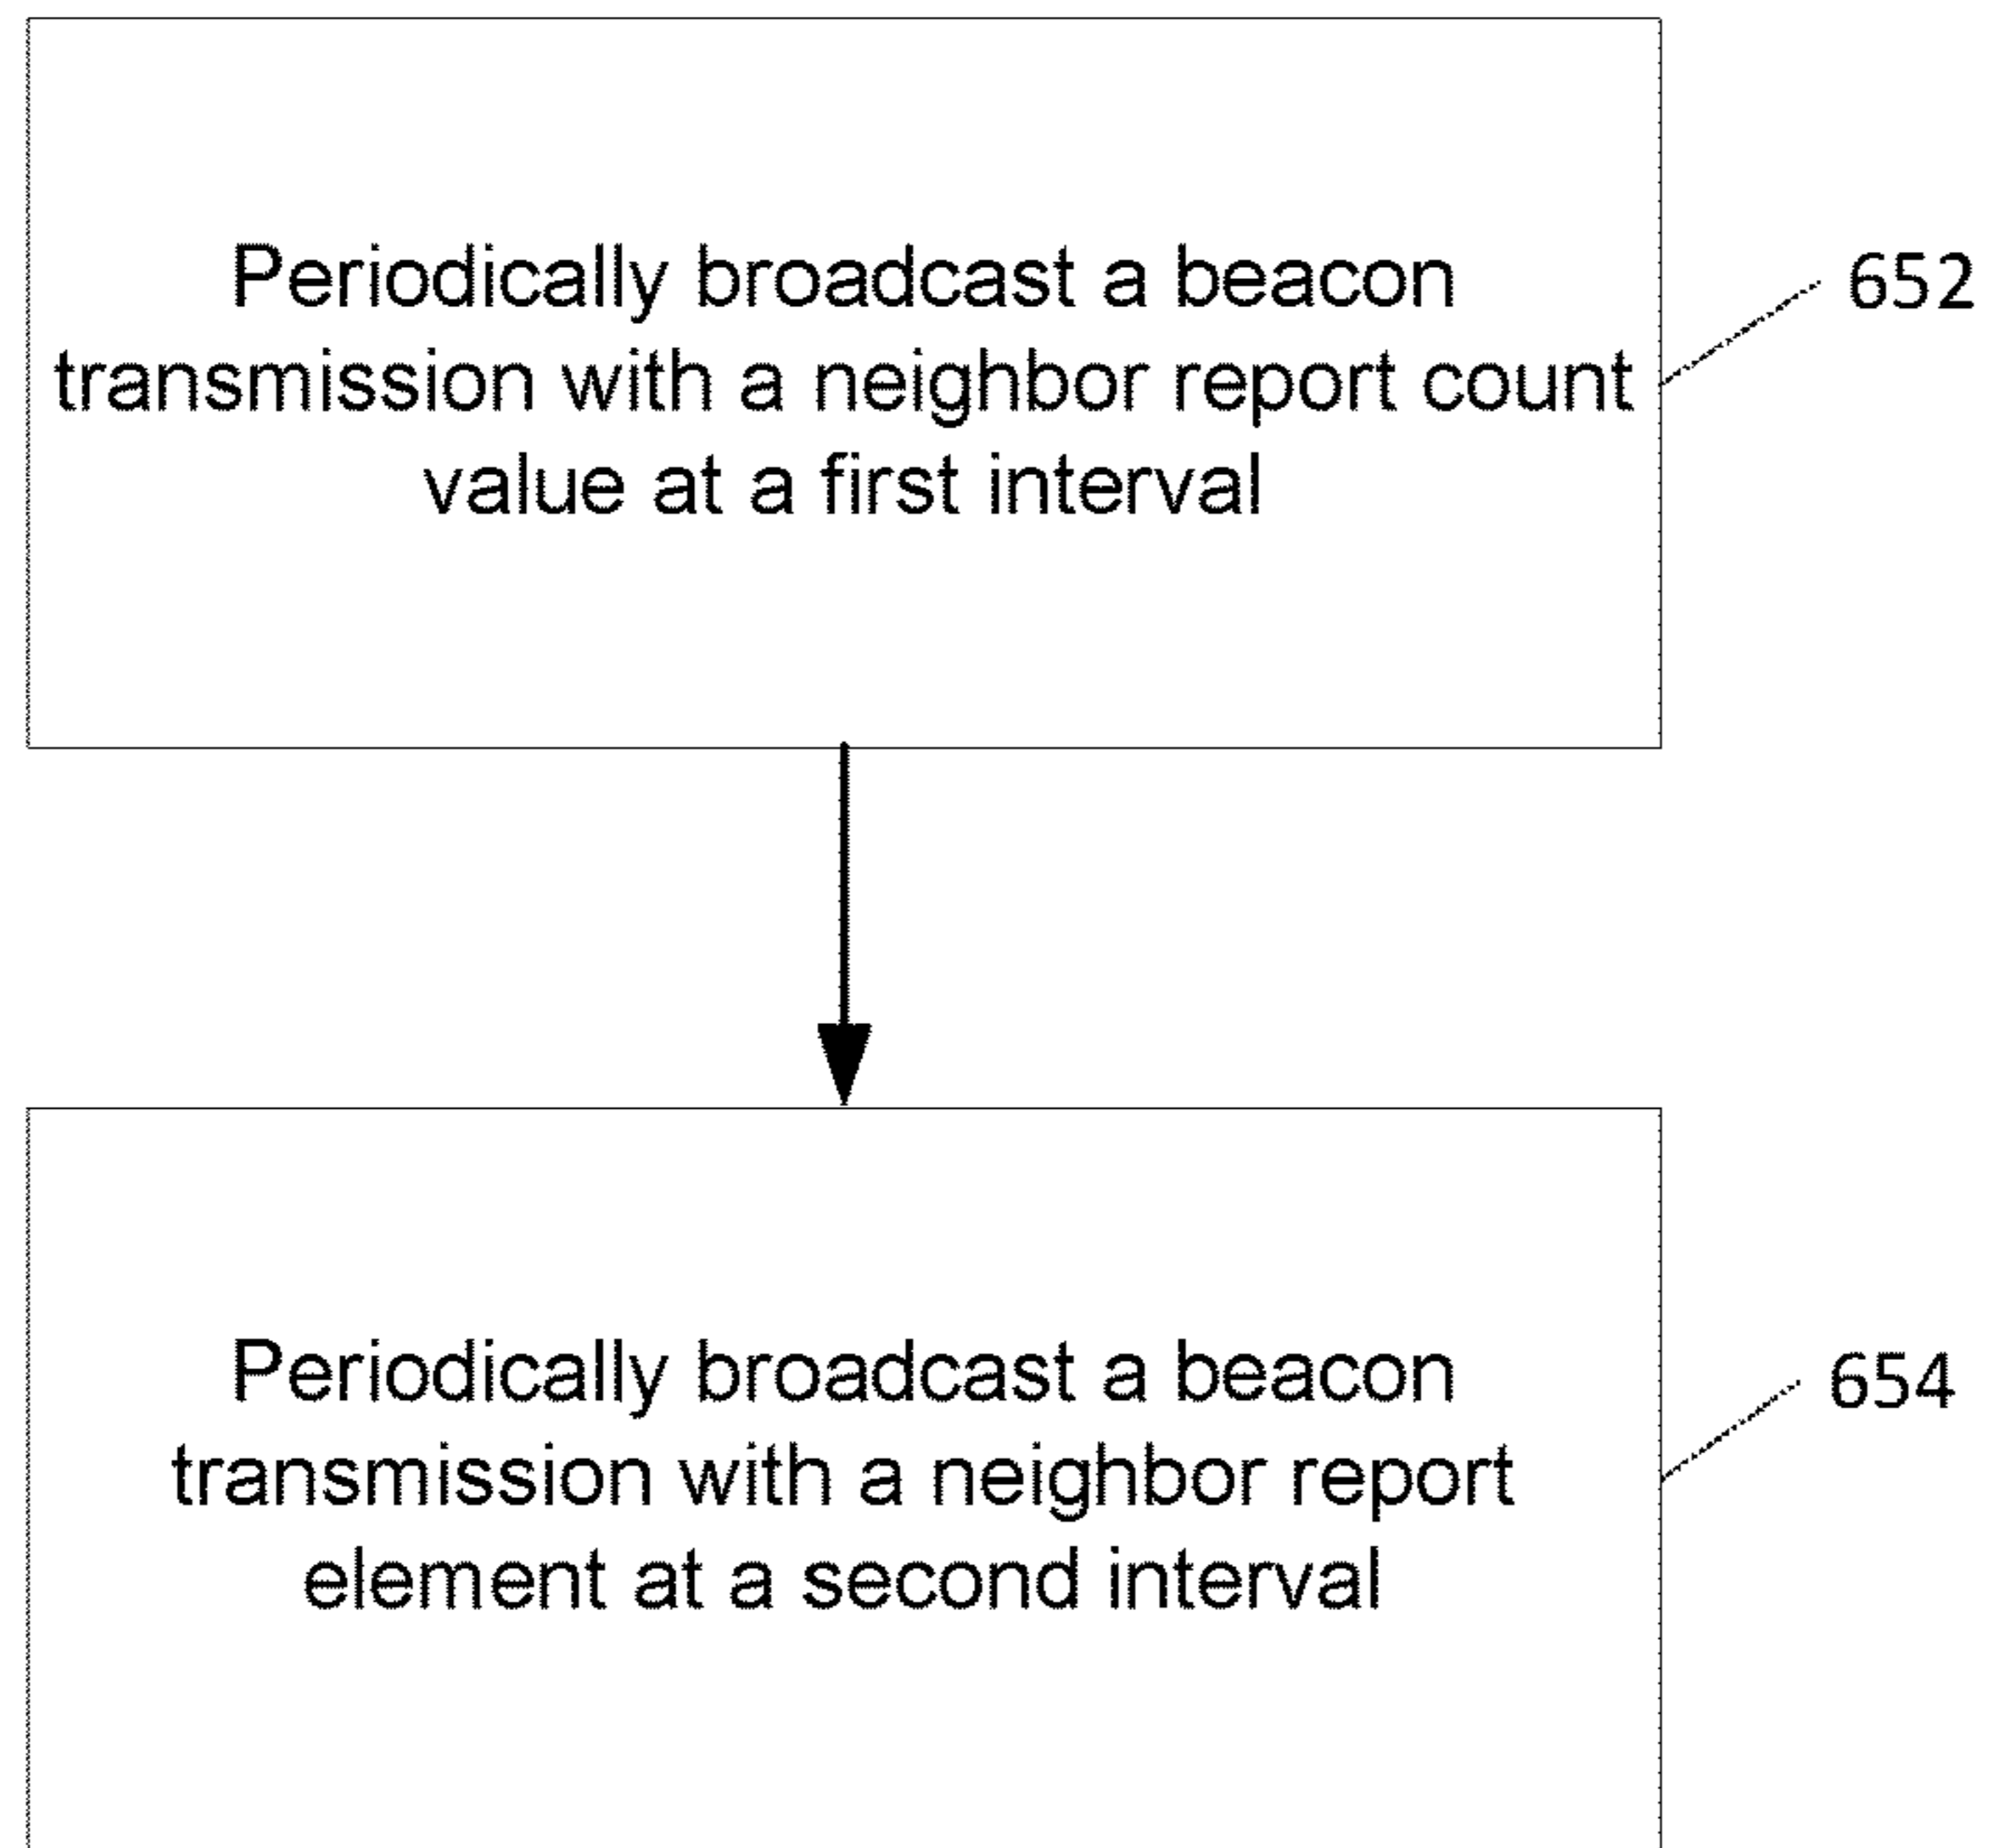 Periodically broadcast a beacon
transmission with a neighbor report count
value at a first interval
652
Periodically broadcast a beacon
transmission with a neighbor report
element at a second interval
654